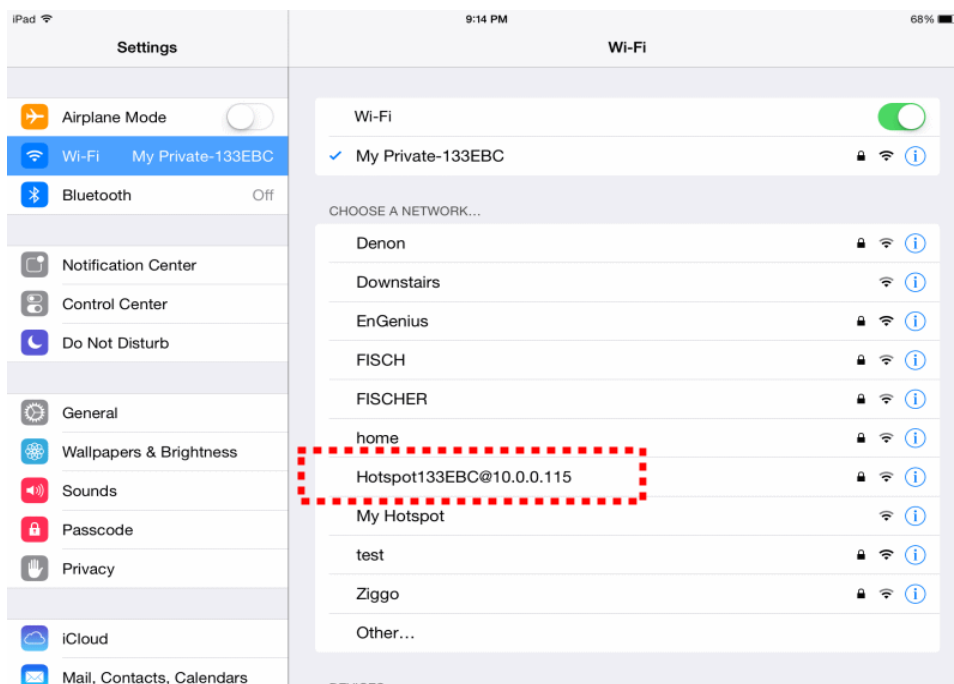 iPad 9:14 PM 68%
Settings
Wi-Fi
Airplane Mode
Wi-Fi My Private-133EBC
Bluetooth Off
Notification Center
Control Center
Do Not Disturb
General
Wallpapers & Brightness
Sounds
Passcode
Privacy
iCloud
Mail, Contacts, Calendars
Wi-Fi
My Private-133EBC
CHOOSE A NETWORK...
Denon
Downstairs
EnGenius
FISCH
FISCHER
home
Hotspot133EBC@10.0.0.115
My Hotspot
test
Ziggo
Other...